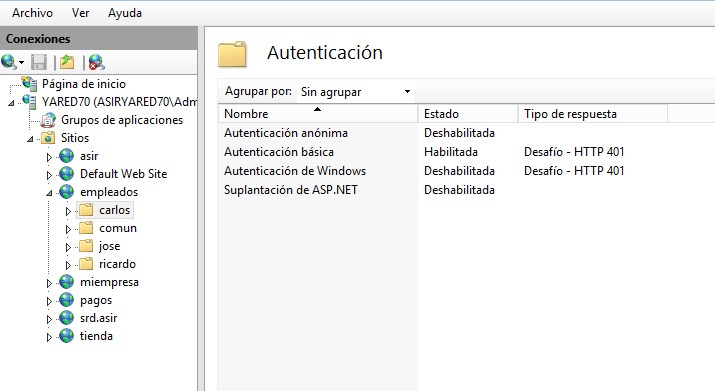 Archivo Ver Ayuda
Conexiones
Página de inicio
YARED70 (ASIRYARED70\Adm
Grupos de aplicaciones
Sitios
asir
Default Web Site
empleados
carlos
comun
jose
ricardo
miempresa
pagos
srd.asir
tienda
Autenticación
Agrupar por: Sin agrupar
Nombre Estado Tipo de respuesta
Autenticación anónima Deshabilitada
Autenticación básica Habilitada Desafío - HTTP 401
Autenticación de Windows Deshabilitada Desafío - HTTP 401
Suplantación de ASP.NET Deshabilitada